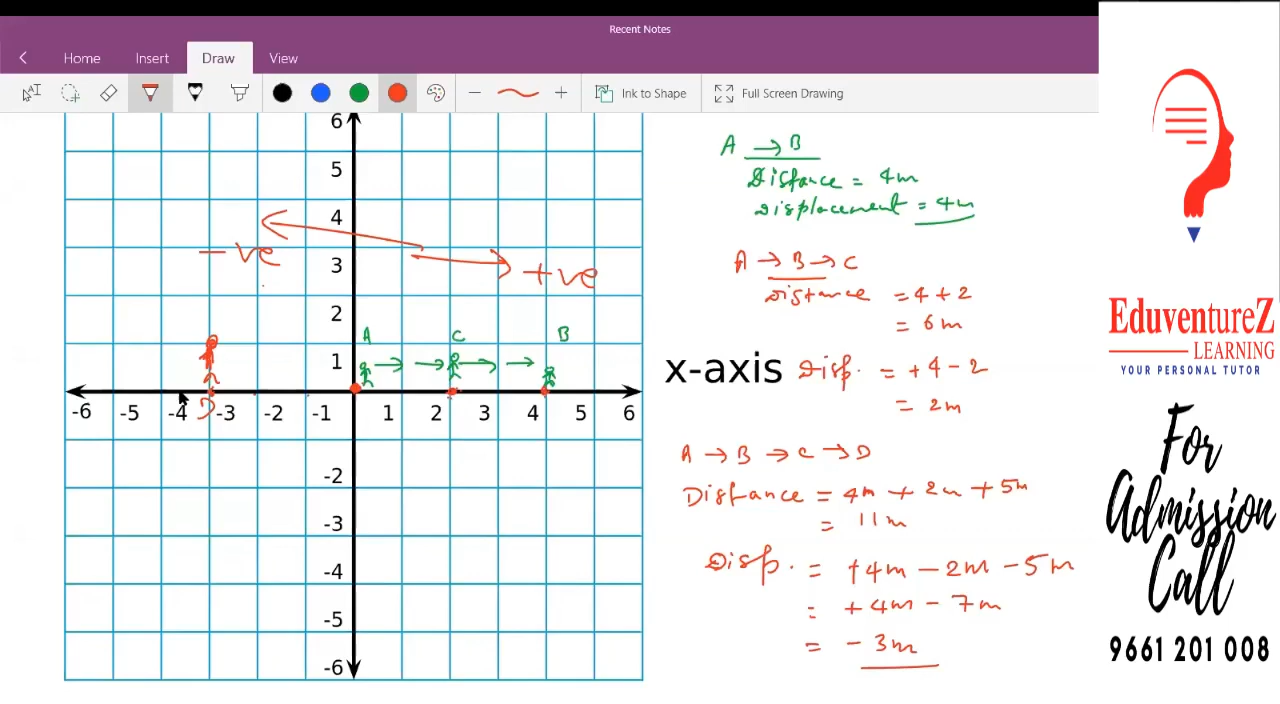 Recent Notes
Home Insert Draw View
Ink to Shape Full Screen Drawing
6
5
4
3
2
1
-ve
+ve
A C B
D
-6 -5 -4 -3 -2 -1 1 2 3 4 5 6
-2
-3
-4
-5
-6
x-axis
A → B
Distance = 4m
Displacement = 4m
A → B → C
Distance = 4 + 2
= 6m
Disp. = +4 - 2
= 2m
A → B → C → D
Distance = 4m + 2m + 5m
= 11m
Disp. = +4m - 2m - 5m
= +4m - 7m
= - 3m
EduventureZ
LEARNING
YOUR PERSONAL TUTOR
For
Admission
Call
9661 201 008